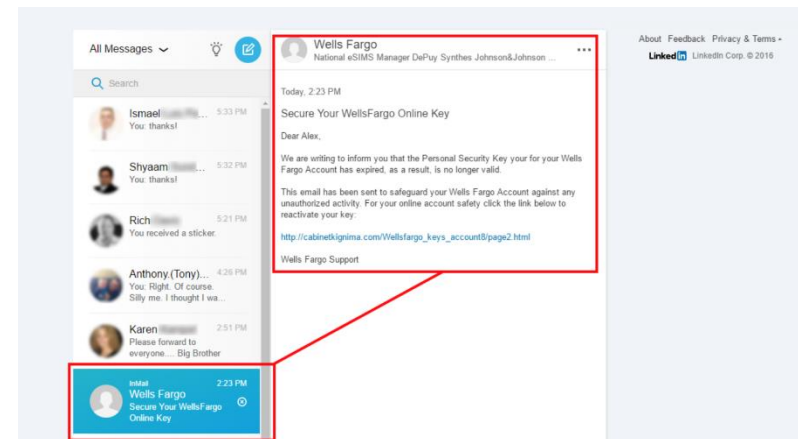 All Messages
Search
Ismael 5:33 PM
You: thanks!
Shyaam ... 5:32 PM
You: thanks!
Rich 5:21 PM
You received a sticker.
Anthony.(Tony)... 4:26 PM
You: Right. Of course.
Silly me. I thought I wa...
Karen 2:51 PM
Please forward to
everyone.... Big Brother
InMail 2:23 PM
Wells Fargo
Secure Your WellsFargo
Online Key
Wells Fargo
National eSIMS Manager DePuy Synthes Johnson&Johnson ...
Today, 2:23 PM
Secure Your WellsFargo Online Key
Dear Alex,
We are writing to inform you that the Personal Security Key your for your Wells
Fargo Account has expired, as a result, is no longer valid.
This email has been sent to safeguard your Wells Fargo Account against any
unauthorized activity. For your online account safety click the link below to
reactivate your key:
http://cabinetkignima.com/Wellsfargo_keys_account8/page2.html
Wells Fargo Support
About Feedback Privacy & Terms
Linked in LinkedIn Corp. © 2016